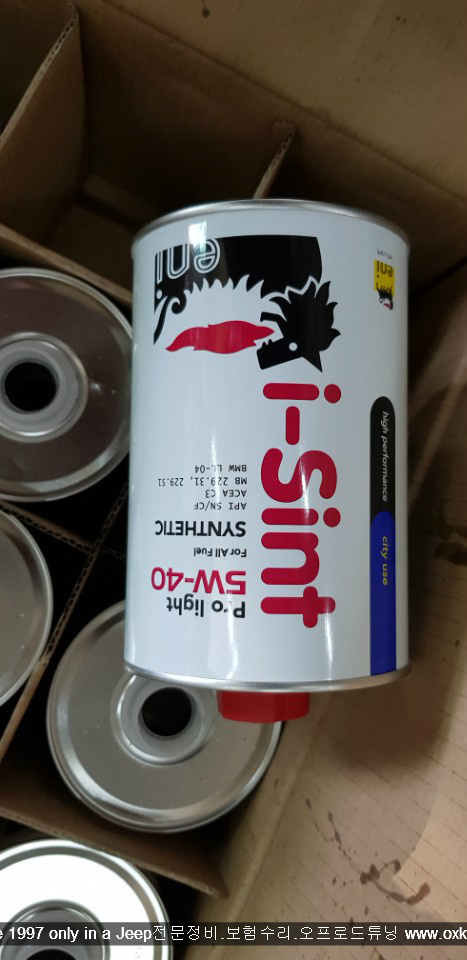 eni
eni
i-Sint
high performance
city use
Pro light
5W-40
For All Fuel
SYNTHETIC
API SN/CF
ACEA C3
MB 229.31, 229.51
BMW LL-04
1997 only in a Jeep전문정비.보험수리.오프로드튜닝 www.oxk